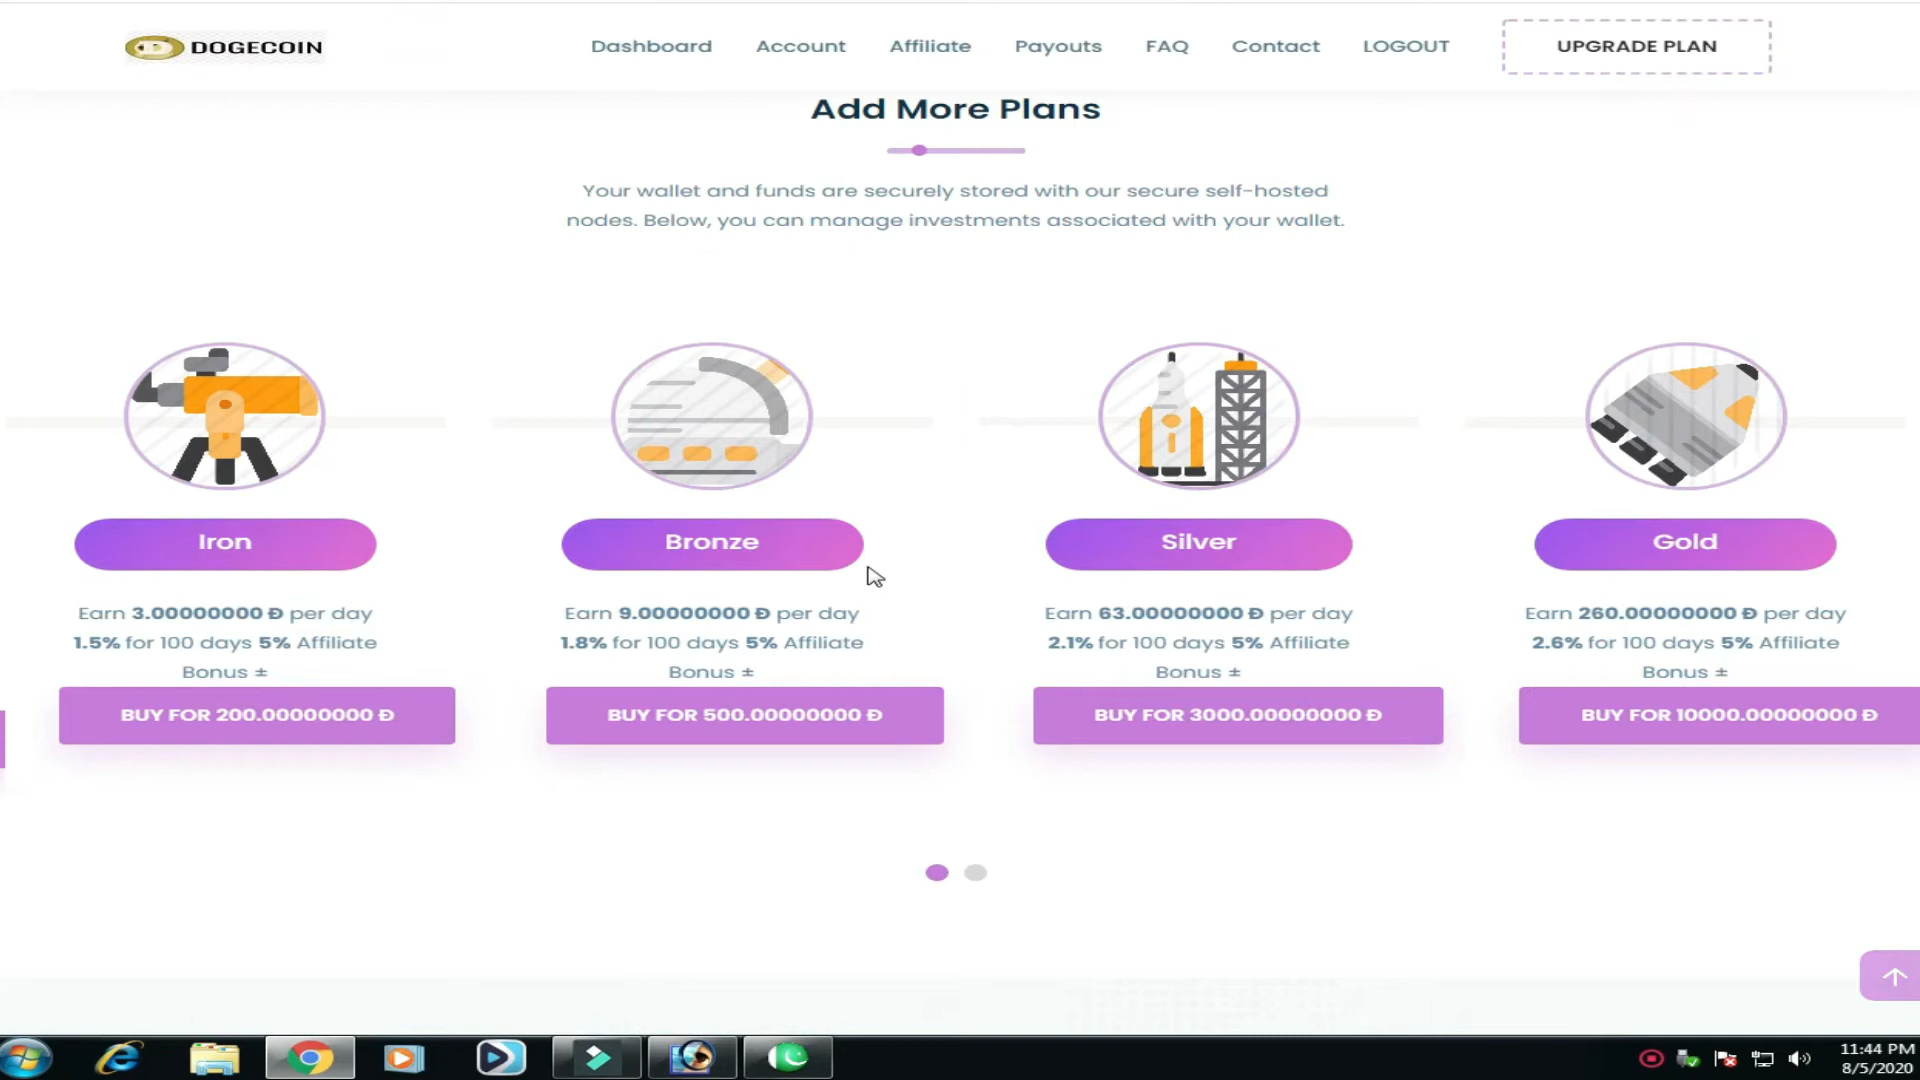 DOGECOIN
Dashboard Account Affiliate Payouts FAQ Contact LOGOUT UPGRADE PLAN
Add More Plans
Your wallet and funds are securely stored with our secure self-hosted
nodes. Below, you can manage investments associated with your wallet.
Iron
Earn 3.00000000 Ð per day
1.5% for 100 days 5% Affiliate
Bonus ±
BUY FOR 200.00000000 Ð
Bronze
Earn 9.00000000 Ð per day
1.8% for 100 days 5% Affiliate
Bonus ±
BUY FOR 500.00000000 Ð
Silver
Earn 63.00000000 Ð per day
2.1% for 100 days 5% Affiliate
Bonus ±
BUY FOR 3000.00000000 Ð
Gold
Earn 260.00000000 Ð per day
2.6% for 100 days 5% Affiliate
Bonus ±
BUY FOR 10000.00000000 Ð
11:44 PM
8/5/2020